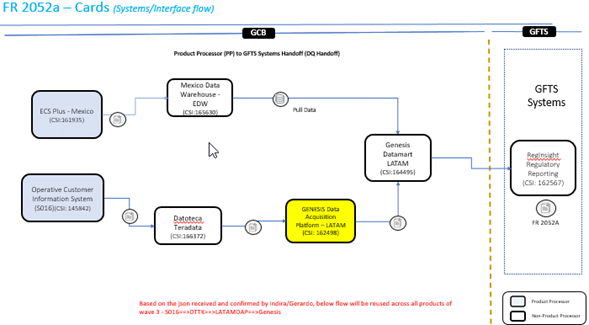 FR 2052a – Cards (Systems/Interface flow)
GCB
GFTS
Product Processor (PP) to GFTS Systems Handoff (DQ Handoff)
Mexico Data
Warehouse -
EDW
(CSI:165630)
ECS Plus - Mexico
(CSI:161935)
Pull Data
GFTS
Systems
Genesis
Datamart
LATAM
(CSI:164495)
RegInsight
Regulatory
Reporting
(CSI: 162567)
FR 2052A
Operative Customer
Information System
(S016)(CSI: 145842)
Datoteca
Teradata
(CSI:166372)
GENESIS Data
Acquisition
Platform – LATAM
(CSI: 162498)
Based on the Json received and confirmed by Indira/Gerardo, below flow will be reused across all products of
wave 3 - S016==>DTTK==>LATAMDAP==>Genesis
Product Processor
Non-Product Processor